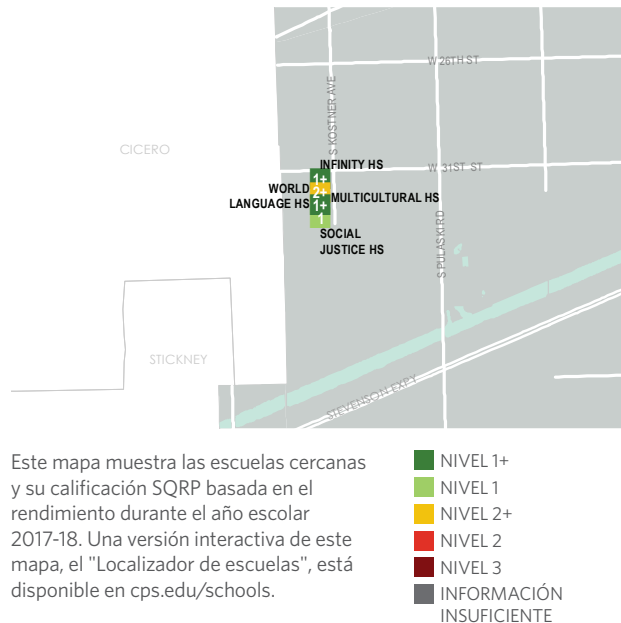 W 26TH ST
S KOSTNER AVE
CICERO
INFINITY HS
W 31ST ST
1+
WORLD
LANGUAGE HS
2+
MULTICULTURAL HS
1+
1
SOCIAL
JUSTICE HS
S PULASKI RD
STICKNEY
STEVENSON EXPY
Este mapa muestra las escuelas cercanas
y su calificación SQRP basada en el
rendimiento durante el año escolar
2017-18. Una versión interactiva de este
mapa, el "Localizador de escuelas", está
disponible en cps.edu/schools.
NIVEL 1+
NIVEL 1
NIVEL 2+
NIVEL 2
NIVEL 3
INFORMACIÓN
INSUFICIENTE